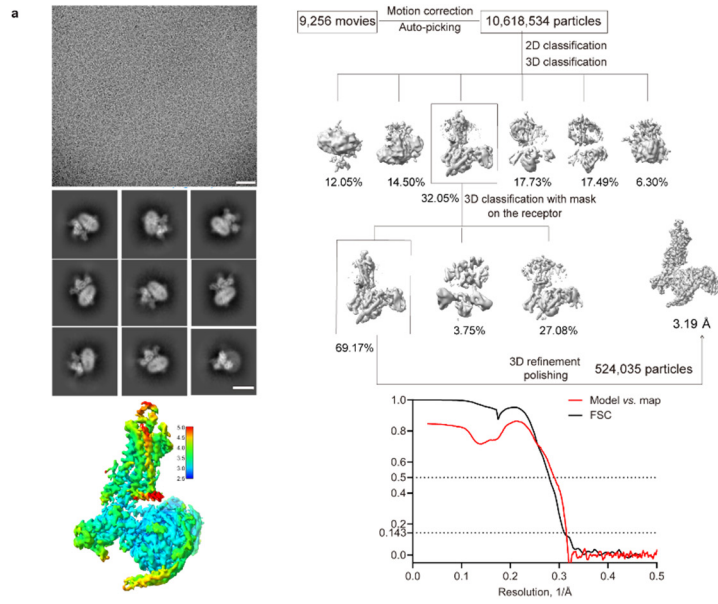 a
9,256 movies
Motion correction
Auto-picking
10,618,534 particles
2D classification
3D classification
12.05%
14.50%
32.05%
17.73%
17.49%
6.30%
3D classification with mask
on the receptor
69.17%
3.75%
27.08%
3.19 Å
3D refinement
polishing
524,035 particles
5.0
4.0
3.0
2.0
Model vs. map
FSC
1.0
0.8
0.5
0.5
0.4
0.2
0.143
0.0
0.0
0.1
0.2
0.3
0.4
0.5
Resolution, 1/Å